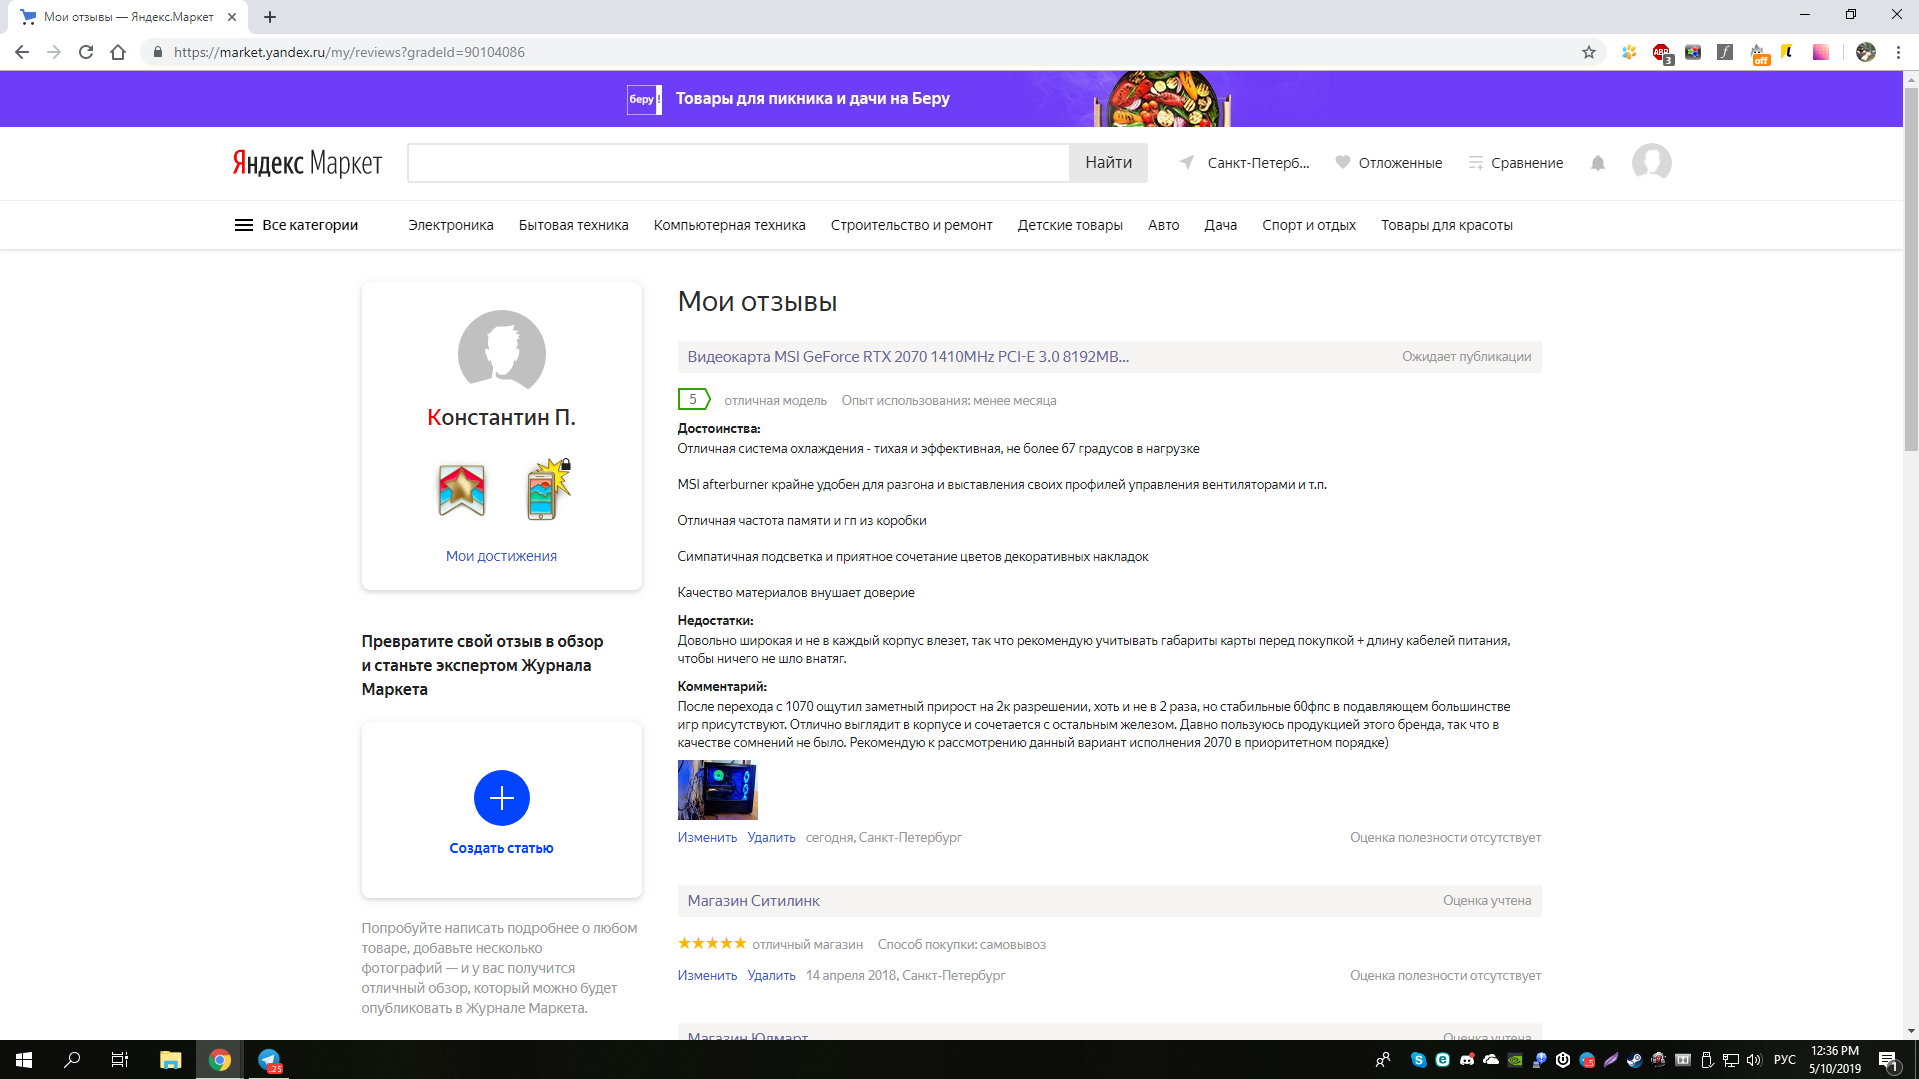 Мои отзывы — Яндекс.Маркет
https://market.yandex.ru/my/reviews?gradeId=90104086
ABP
3
f
off
беру!
Товары для пикника и дачи на Беру
Яндекс Маркет
Найти
Санкт-Петерб...
Отложенные
Сравнение
Все категории
Электроника
Бытовая техника
Компьютерная техника
Строительство и ремонт
Детские товары
Авто
Дача
Спорт и отдых
Товары для красоты
Константин П.
Мои достижения
Превратите свой отзыв в обзор
и станьте экспертом Журнала
Маркета
Создать статью
Попробуйте написать подробнее о любом
товаре, добавьте несколько
фотографий — и у вас получится
отличный обзор, который можно будет
опубликовать в Журнале Маркета.
Мои отзывы
Видеокарта MSI GeForce RTX 2070 1410MHz PCI-E 3.0 8192MB...
Ожидает публикации
5
отличная модель
Опыт использования: менее месяца
Достоинства:
Отличная система охлаждения - тихая и эффективная, не более 67 градусов в нагрузке
MSI afterburner крайне удобен для разгона и выставления своих профилей управления вентиляторами и т.п.
Отличная частота памяти и гп из коробки
Симпатичная подсветка и приятное сочетание цветов декоративных накладок
Качество материалов внушает доверие
Недостатки:
Довольно широкая и не в каждый корпус влезет, так что рекомендую учитывать габариты карты перед покупкой + длину кабелей питания,
чтобы ничего не шло внатяг.
Комментарий:
После перехода с 1070 ощутил заметный прирост на 2к разрешении, хоть и не в 2 раза, но стабильные 60фпс в подавляющем большинстве
игр присутствуют. Отлично выглядит в корпусе и сочетается с остальным железом. Давно пользуюсь продукцией этого бренда, так что в
качестве сомнений не было. Рекомендую к рассмотрению данный вариант исполнения 2070 в приоритетном порядке)
Изменить
Удалить
сегодня, Санкт-Петербург
Оценка полезности отсутствует
Магазин Ситилинк
Оценка учтена
отличный магазин
Способ покупки: самовывоз
Изменить
Удалить
14 апреля 2018, Санкт-Петербург
Оценка полезности отсутствует
Магазин Юлмарт
Оценка учтена
РУС
12:36 PM
5/10/2019
1